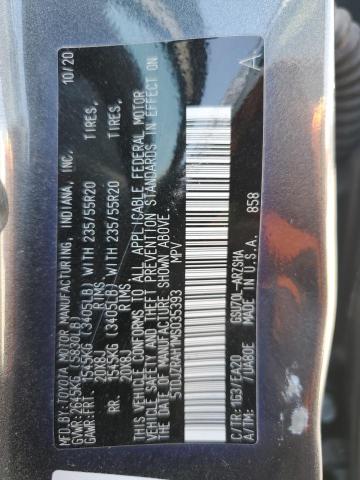 MFD.BY:TOYOTA MOTOR MANUFACTURING, INDIANA, INC. 10/20
GVWR:2645KG (5830LB)
GAWR:FRT. 1545KG (3405LB) WITH 235/55R20 TIRES,
20X8J RIMS
RR. 1545KG (3405LB) WITH 235/55R20 TIRES,
20X8J RIMS
THIS VEHICLE CONFORMS TO ALL APPLICABLE FEDERAL MOTOR
VEHICLE SAFETY AND THEFT PREVENTION STANDARDS IN EFFECT ON
THE DATE OF MANUFACTURE SHOWN ABOVE.
5TDJZRAH1MS035393 MPV
A
858
C/TR: 1G3/EA20 GSU70L-ARZSHA
A/TM: -/UA80E MADE IN U.S.A.